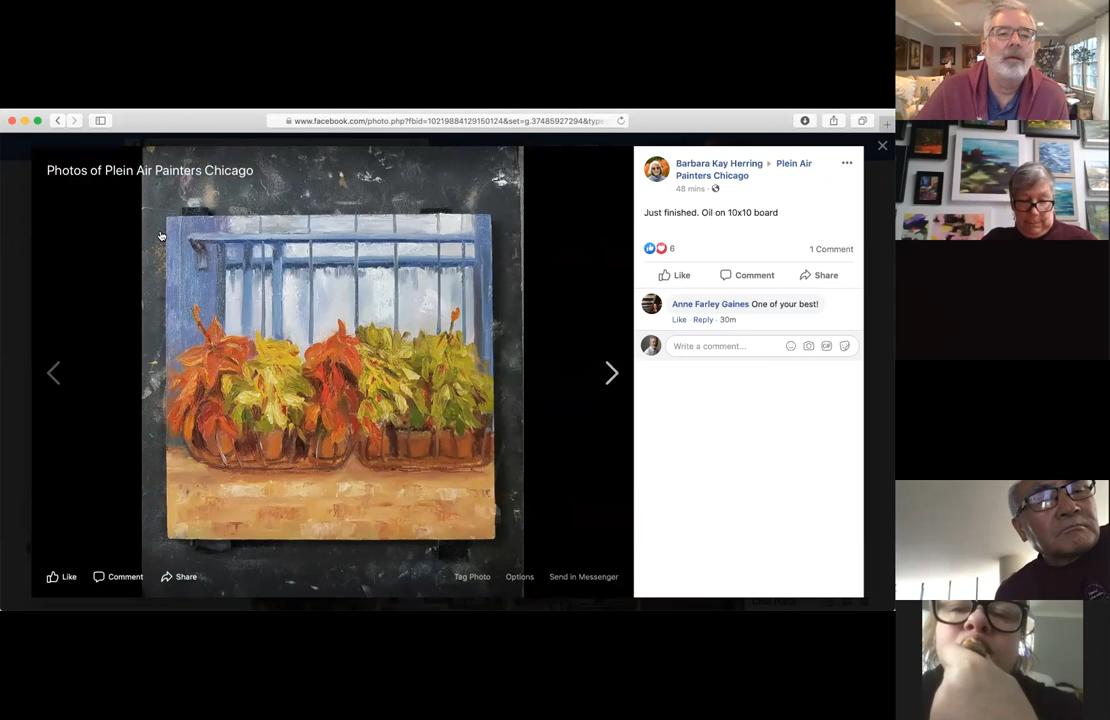 www.facebook.com/photo.php?fbid=10219884129150124&set=g.37485927294&type=
Photos of Plein Air Painters Chicago
Barbara Kay Herring ▸ Plein Air
Painters Chicago
48 mins ·
Just finished. Oil on 10x10 board
6
1 Comment
Like
Comment
Share
Anne Farley Gaines One of your best!
Like · Reply · 30m
Write a comment...
GIF
Like
Comment
Share
Tag Photo
Options
Send in Messenger